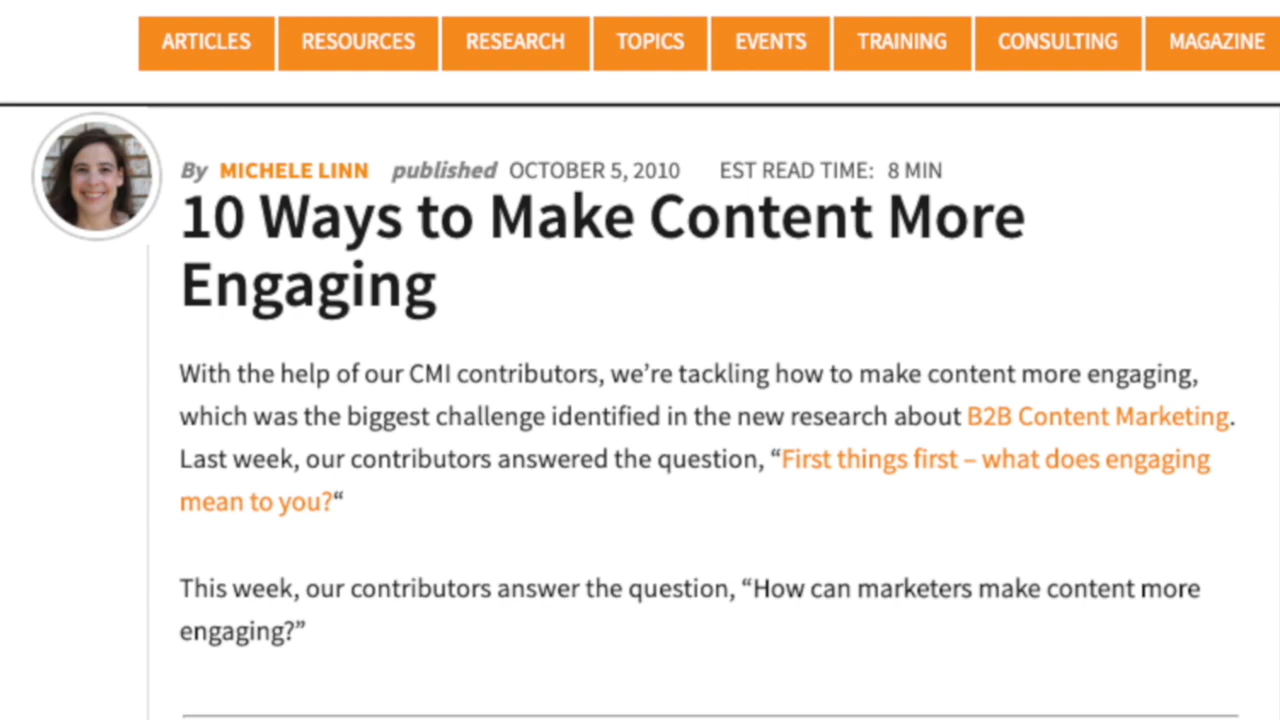 ARTICLES RESOURCES RESEARCH TOPICS EVENTS TRAINING CONSULTING MAGAZINE
By MICHELE LINN published OCTOBER 5, 2010 EST READ TIME: 8 MIN
10 Ways to Make Content More
Engaging
With the help of our CMI contributors, we’re tackling how to make content more engaging,
which was the biggest challenge identified in the new research about B2B Content Marketing.
Last week, our contributors answered the question, “First things first – what does engaging
mean to you?“
This week, our contributors answer the question, “How can marketers make content more
engaging?”